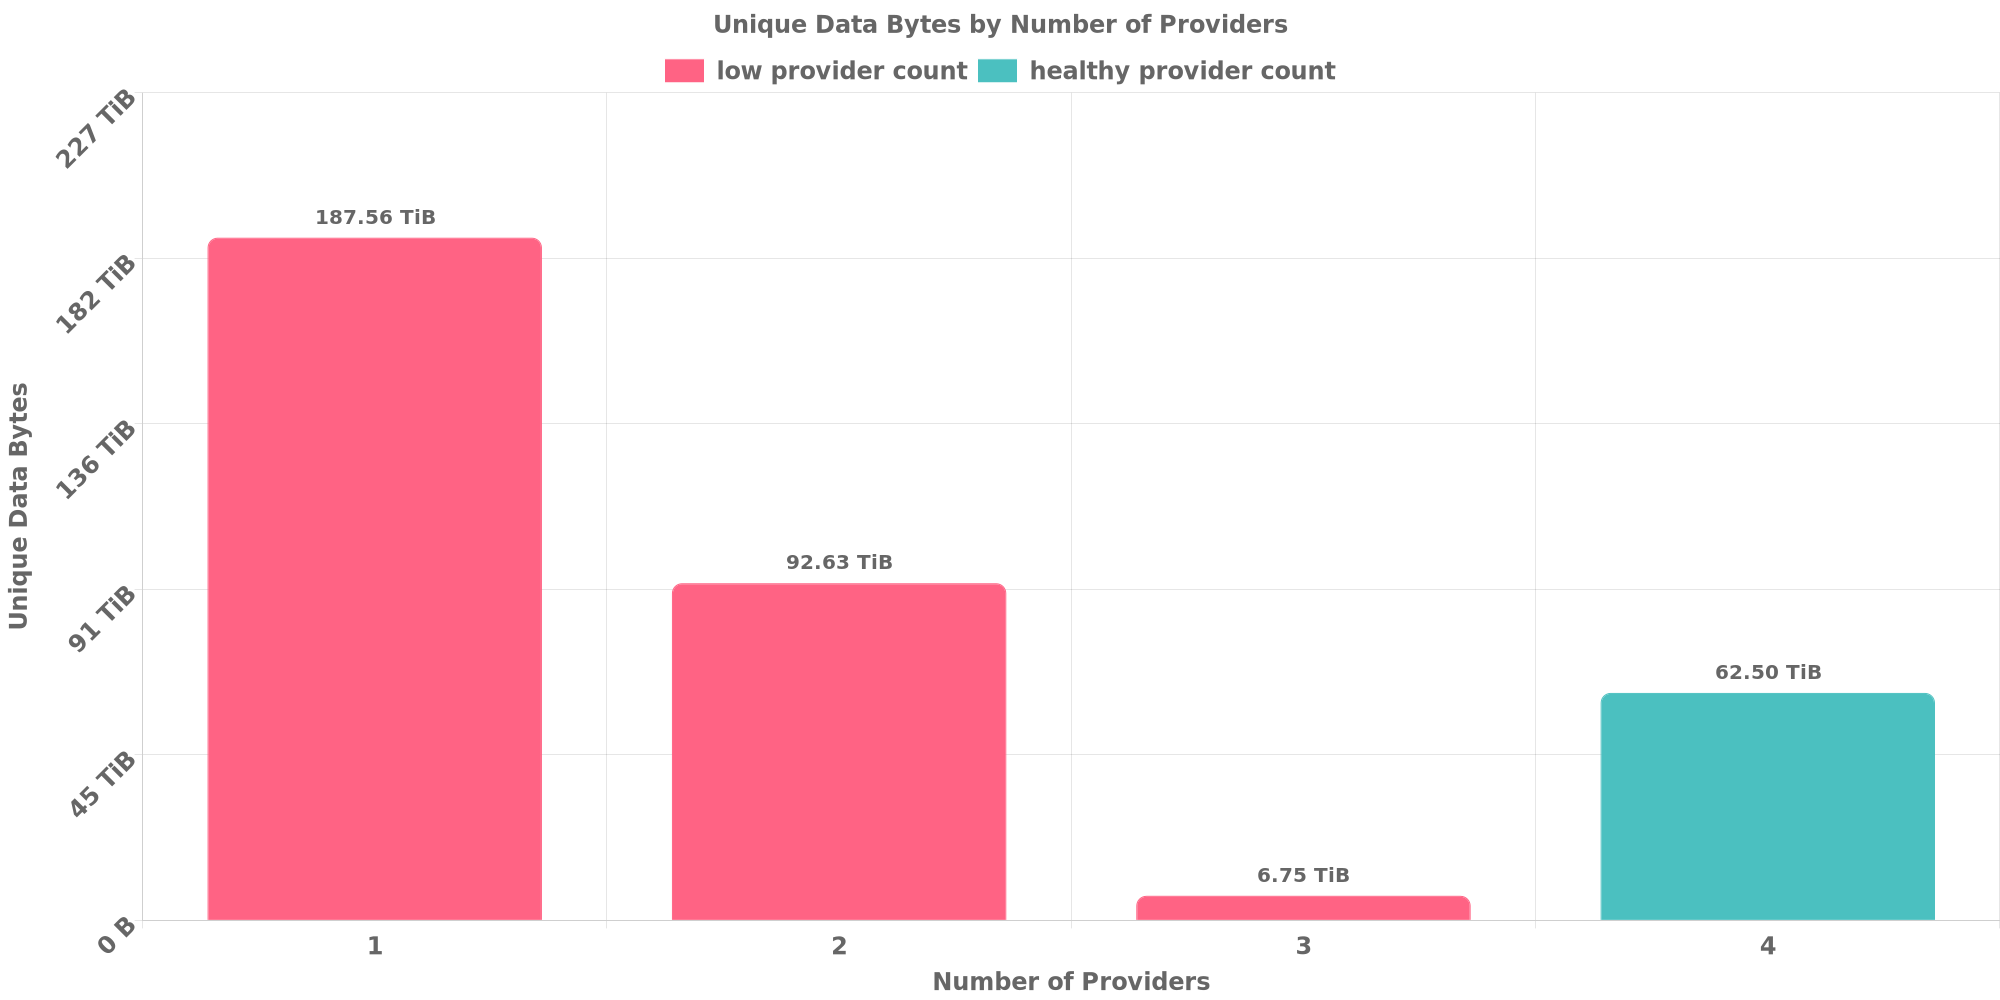 Unique Data Bytes by Number of Providers
low provider count healthy provider count
227 TiB
182 TiB
136 TiB
91 TiB
45 TiB
0 B
Unique Data Bytes
187.56 TiB
92.63 TiB
6.75 TiB
62.50 TiB
1 2 3 4
Number of Providers